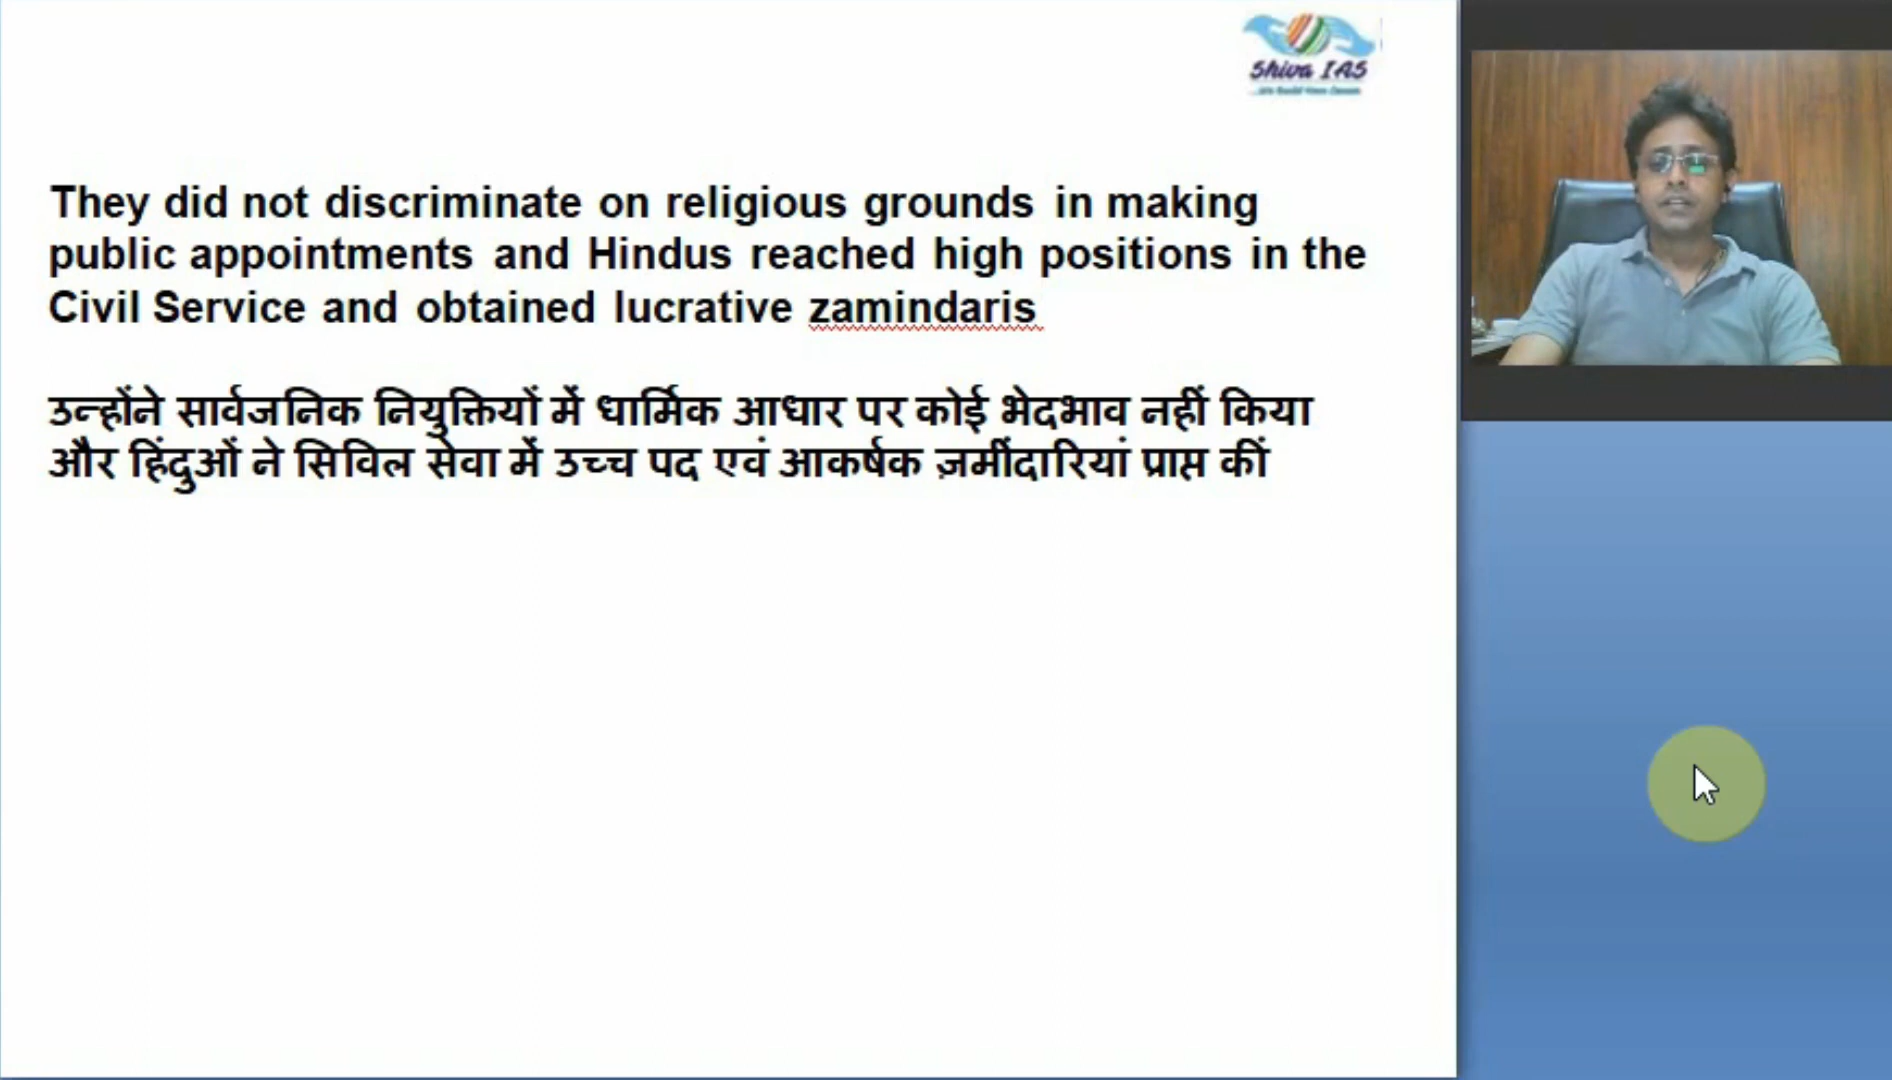 Shiva IAS
They did not discriminate on religious grounds in making
public appointments and Hindus reached high positions in the
Civil Service and obtained lucrative zamindaris
उन्होंने सार्वजनिक नियुक्तियों में धार्मिक आधार पर कोई भेदभाव नहीं किया
और हिंदुओं ने सिविल सेवा में उच्च पद एवं आकर्षक ज़मींदारियां प्राप्त कीं